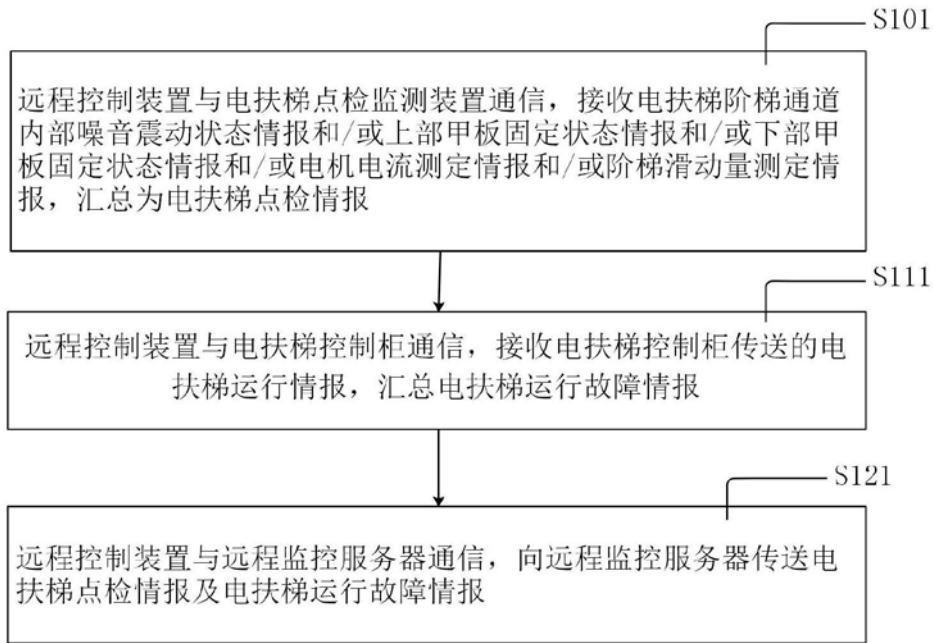 S101
远程控制装置与电扶梯点检监测装置通信，接收电扶梯阶梯通道
内部噪音震动状态情报和/或上部甲板固定状态情报和/或下部甲
板固定状态情报和/或电机电流测定情报和/或阶梯滑动量测定情
报，汇总为电扶梯点检情报
S111
远程控制装置与电扶梯控制柜通信，接收电扶梯控制柜传送的电
扶梯运行情报，汇总电扶梯运行故障情报
S121
远程控制装置与远程监控服务器通信，向远程监控服务器传送电
扶梯点检情报及电扶梯运行故障情报